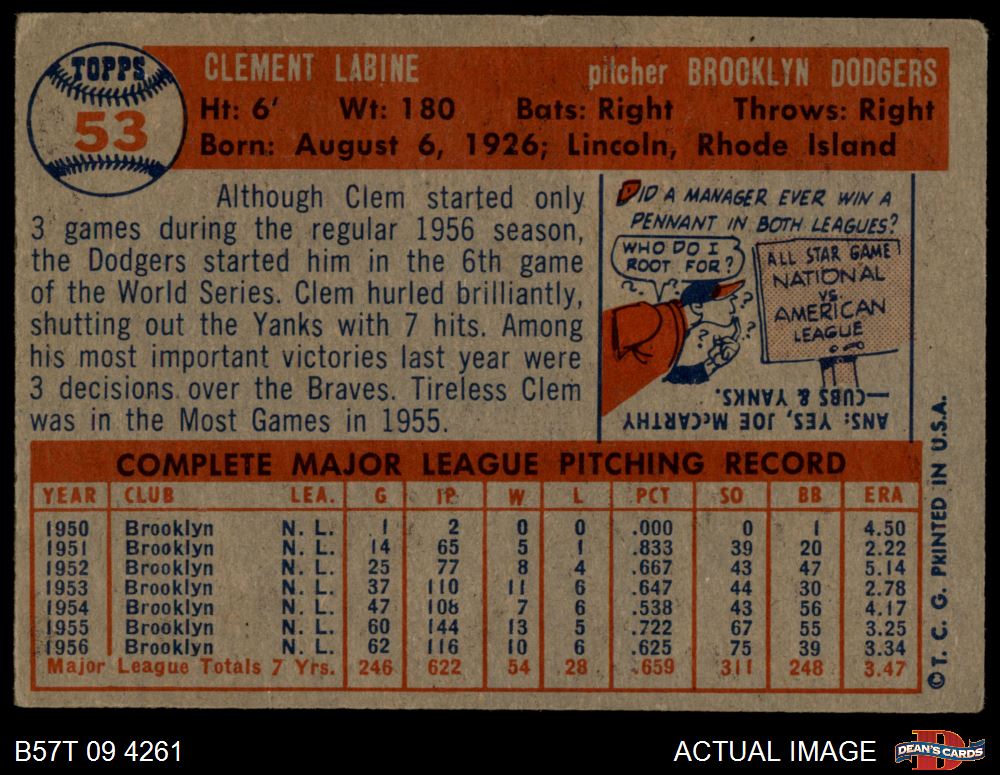 TOPPS
53
CLEMENT LABINE pitcher BROOKLYN DODGERS
Ht: 6' Wt: 180 Bats: Right Throws: Right
Born: August 6, 1926; Lincoln, Rhode Island
Although Clem started only
3 games during the regular 1956 season,
the Dodgers started him in the 6th game
of the World Series. Clem hurled brilliantly,
shutting out the Yanks with 7 hits. Among
his most important victories last year were
3 decisions over the Braves. Tireless Clem
was in the Most Games in 1955.
DID A MANAGER EVER WIN A
PENNANT IN BOTH LEAGUES?
WHO DO I
ROOT FOR?
ALL STAR GAME
NATIONAL
VS.
AMERICAN
LEAGUE
ANS: YES, JOE McCARTHY
—CUBS & YANKS.
COMPLETE MAJOR LEAGUE PITCHING RECORD
YEAR CLUB LEA. G IP W L PCT SO BB ERA
1950 Brooklyn N. L. 1 2 0 0 .000 0 1 4.50
1951 Brooklyn N. L. 14 65 5 1 .833 39 20 2.22
1952 Brooklyn N. L. 25 77 8 4 .667 43 47 5.14
1953 Brooklyn N. L. 37 110 11 6 .647 44 30 2.78
1954 Brooklyn N. L. 47 108 7 6 .538 43 56 4.17
1955 Brooklyn N. L. 60 144 13 5 .722 67 55 3.25
1956 Brooklyn N. L. 62 116 10 6 .625 75 39 3.34
Major League Totals 7 Yrs. 246 622 54 28 .659 311 248 3.47
© T. C. G. PRINTED IN U.S.A.
B57T 09 4261
ACTUAL IMAGE
DEAN'S CARDS